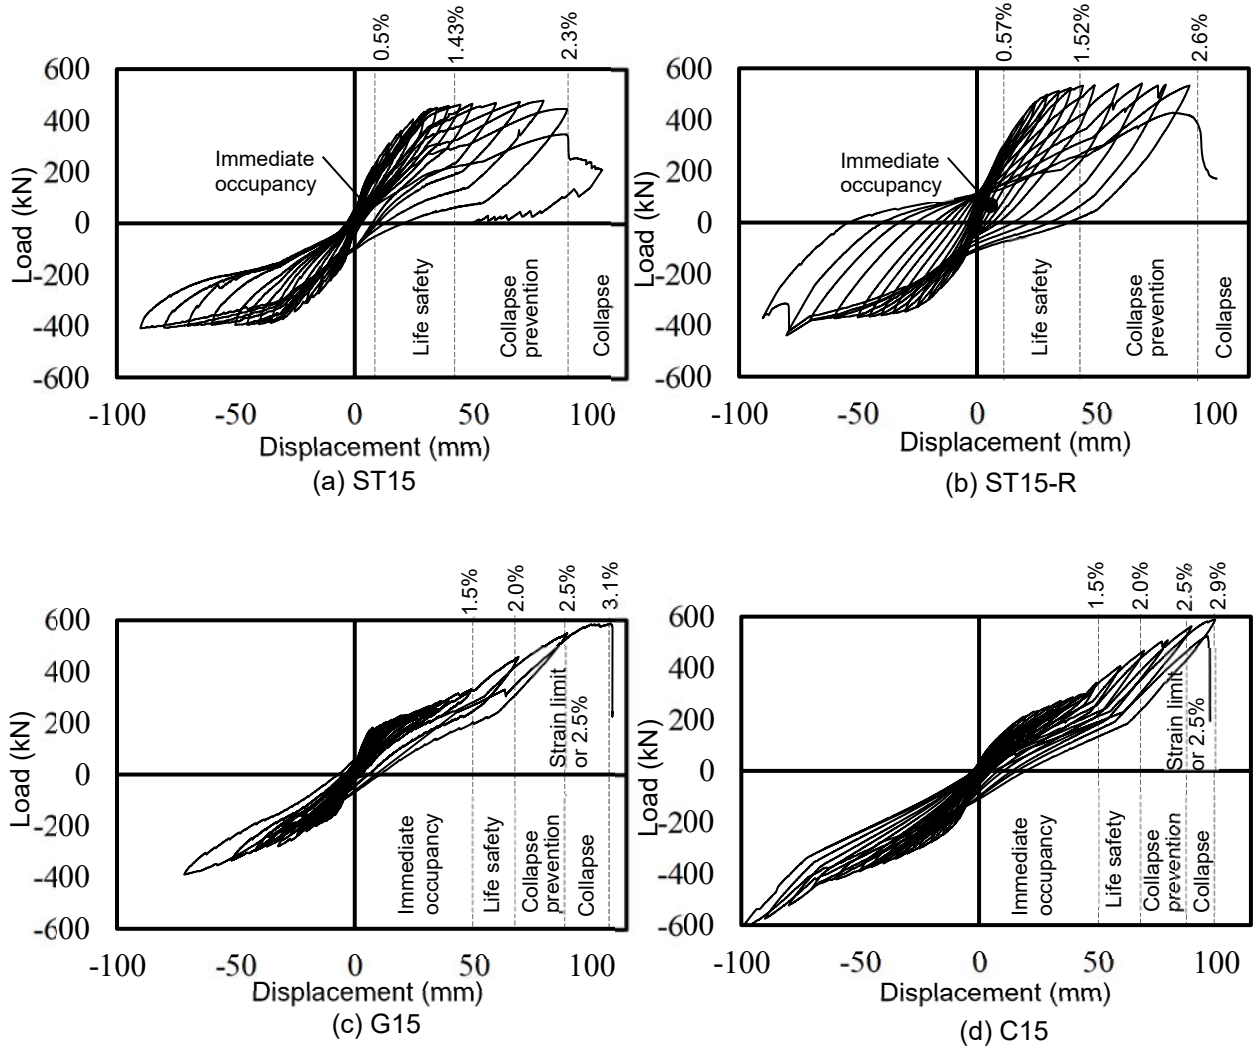 0.5%
1.43%
2.3%
600
400
200
0
-200
-400
-600
Load (kN)
Immediate
occupancy
Life safety
Collapse
prevention
Collapse
-100
-50
0
50
100
Displacement (mm)
(a) ST15
0.57%
1.52%
2.6%
600
400
200
0
-200
-400
-600
Load (kN)
Immediate
occupancy
Life safety
Collapse
prevention
Collapse
-100
-50
0
50
100
Displacement (mm)
(b) ST15-R
1.5%
2.0%
2.5%
3.1%
600
400
200
0
-200
-400
-600
Load (kN)
Strain limit
or 2.5%
Immediate
occupancy
Life safety
Collapse
prevention
Collapse
-100
-50
0
50
100
Displacement (mm)
(c) G15
1.5%
2.0%
2.5%
2.9%
600
400
200
0
-200
-400
-600
Load (kN)
Strain limit
or 2.5%
Immediate
occupancy
Life safety
Collapse
prevention
Collapse
-100
-50
0
50
100
Displacement (mm)
(d) C15